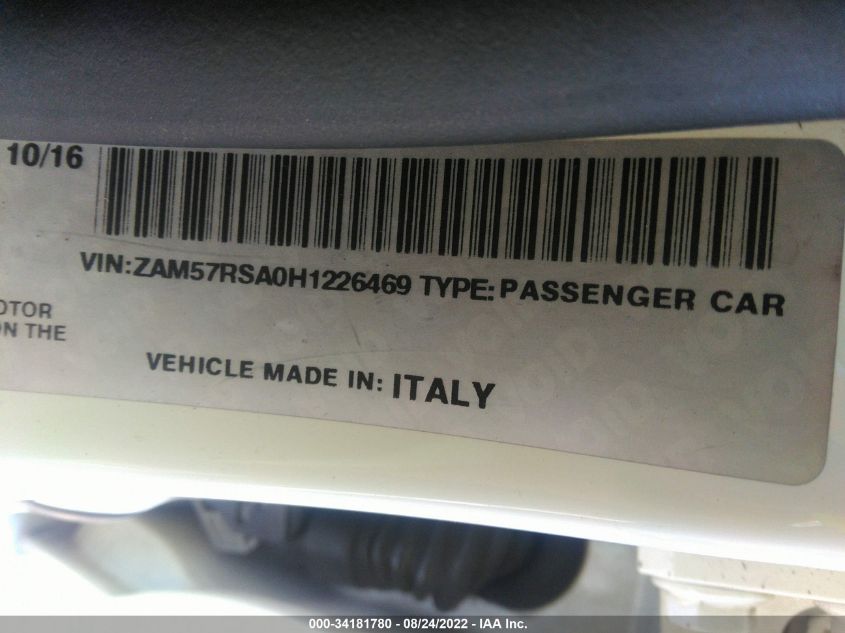 10/16
VIN:ZAM57RSA0H1226469 TYPE:PASSENGER CAR
OTOR
ON THE
VEHICLE MADE IN: ITALY
000-34181780 - 08/24/2022 - IAA Inc.